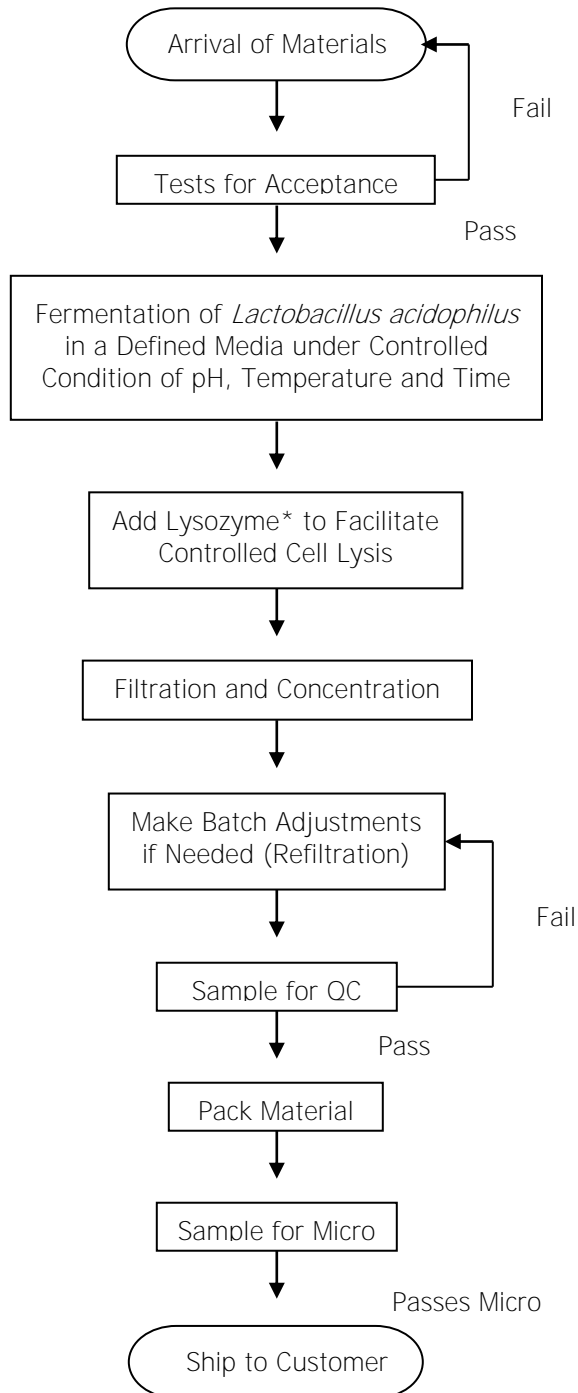 Arrival of Materials
Fail
Tests for Acceptance
Pass
Fermentation of Lactobacillus acidophilus
in a Defined Media under Controlled
Condition of pH, Temperature and Time
Add Lysozyme* to Facilitate
Controlled Cell Lysis
Filtration and Concentration
Make Batch Adjustments
if Needed (Refiltration)
Fail
Sample for QC
Pass
Pack Material
Sample for Micro
Passes Micro
Ship to Customer